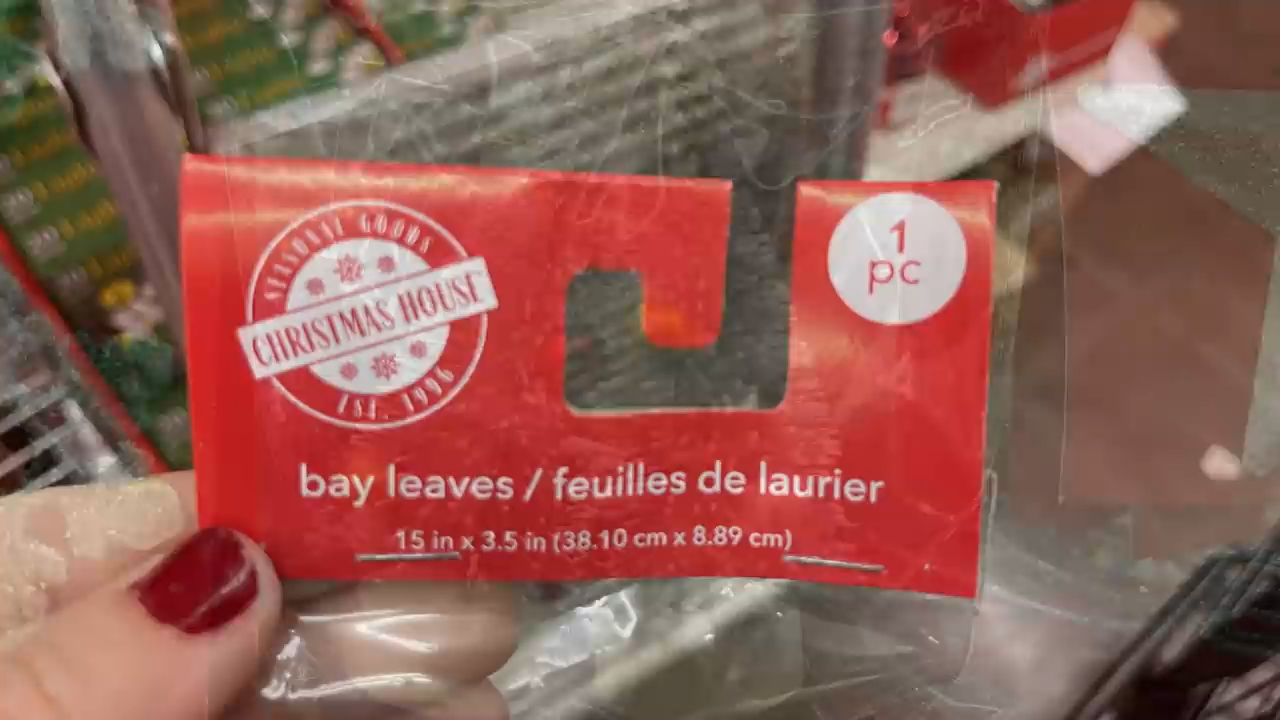 SEASONAL GOODS
CHRISTMAS HOUSE
EST. 1996
1
pc
bay leaves / feuilles de laurier
15 in x 3.5 in (38.10 cm x 8.89 cm)